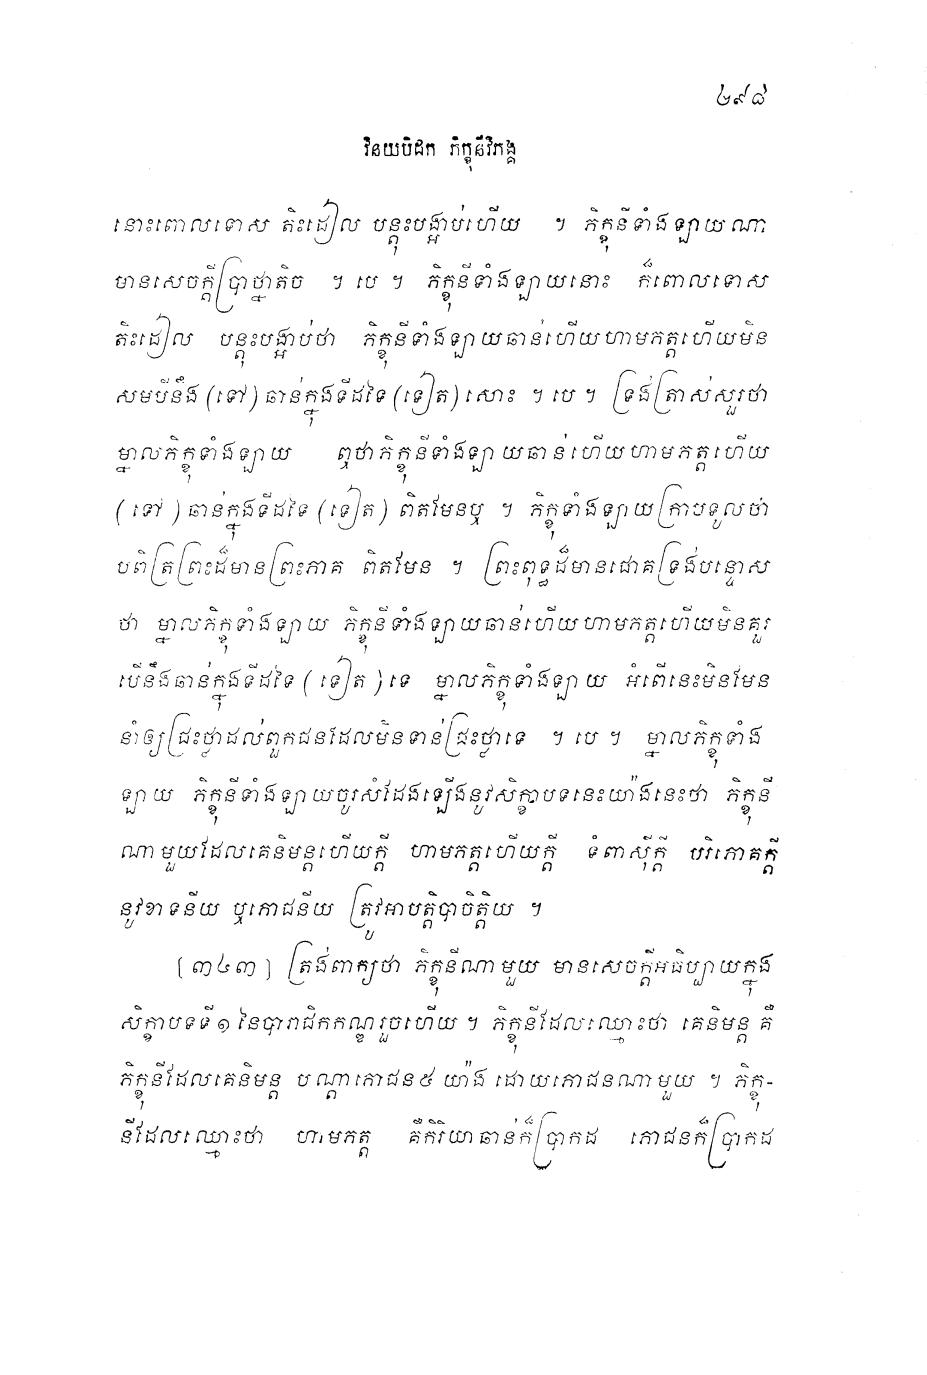 ២៩៨
វិនយបិដក ភិក្ខុនីវិភង្គ
នោះពោលទោស តិះដៀល បន្តុះបង្អាប់ហើយ ។ ភិក្ខុនីទាំងឡាយណា
មានសេចក្តីប្រាថ្នាតិច ។ បេ ។ ភិក្ខុនីទាំងឡាយនោះ ក៏ពោលទោស
តិះដៀល បន្តុះបង្អាប់ថា ភិក្ខុនីទាំងឡាយឆាន់ហើយហាមភត្តហើយមិន
សមបើនឹង (ទៅ) ឆាន់ក្នុងទីដទៃ (ទៀត) សោះ ។ បេ ។ ទ្រង់ត្រាស់សួរថា
ម្នាលភិក្ខុទាំងឡាយ ឮថាភិក្ខុនីទាំងឡាយឆាន់ហើយហាមភត្តហើយ
(ទៅ) ឆាន់ក្នុងទីដទៃ (ទៀត) ពិតមែនឬ ។ ភិក្ខុទាំងឡាយក្រាបទូលថា
បពិត្រព្រះដ៏មានព្រះភាគ ពិតមែន ។ ព្រះពុទ្ធដ៏មានជោគទ្រង់បន្ទោស
ថា ម្នាលភិក្ខុទាំងឡាយ ភិក្ខុនីទាំងឡាយឆាន់ហើយហាមភត្តហើយមិនគួរ
បើនឹងឆាន់ក្នុងទីដទៃ (ទៀត) ទេ ម្នាលភិក្ខុទាំងឡាយ អំពើនេះមិនមែន
នាំឲ្យជ្រះថ្លាដល់ពួកជនដែលមិនទាន់ជ្រះថ្លាទេ ។ បេ ។ ម្នាលភិក្ខុទាំង
ឡាយ ភិក្ខុនីទាំងឡាយចូរសំដែងឡើងនូវសិក្ខាបទនេះយ៉ាងនេះថា ភិក្ខុនី
ណាមួយដែលគេនិមន្តហើយក្តី ហាមភត្តហើយក្តី ទំពាស៊ីក្តី បរិភោគក្តី
នូវខាទនីយ ឬភោជនីយ ត្រូវអាបត្តិបាចិត្តិយ ។
(៣៤៣) ត្រង់ពាក្យថា ភិក្ខុនីណាមួយ មានសេចក្តីអធិប្បាយក្នុង
សិក្ខាបទទី១ នៃបារាជិកកណ្ឌរួចហើយ ។ ភិក្ខុនីដែលឈ្មោះថា គេនិមន្ត គឺ
ភិក្ខុនីដែលគេនិមន្ត បណ្តាភោជន៥ យ៉ាង ដោយភោជនណាមួយ ។ ភិក្ខុ-
នីដែលឈ្មោះថា ហាមភត្ត គឺកិរិយាឆាន់ក៏ប្រាកដ ភោជនក៏ប្រាកដ